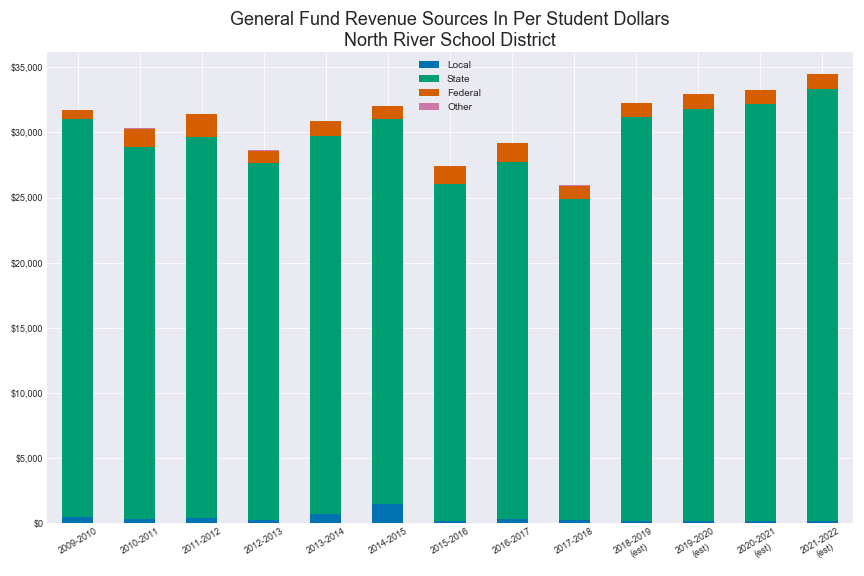 General Fund Revenue Sources In Per Student Dollars
North River School District
Local
State
Federal
Other
$35,000
$30,000
$25,000
$20,000
$15,000
$10,000
$5,000
$0
2009-2010
2010-2011
2011-2012
2012-2013
2013-2014
2014-2015
2015-2016
2016-2017
2017-2018
2018-2019
(est)
2019-2020
(est)
2020-2021
(est)
2021-2022
(est)